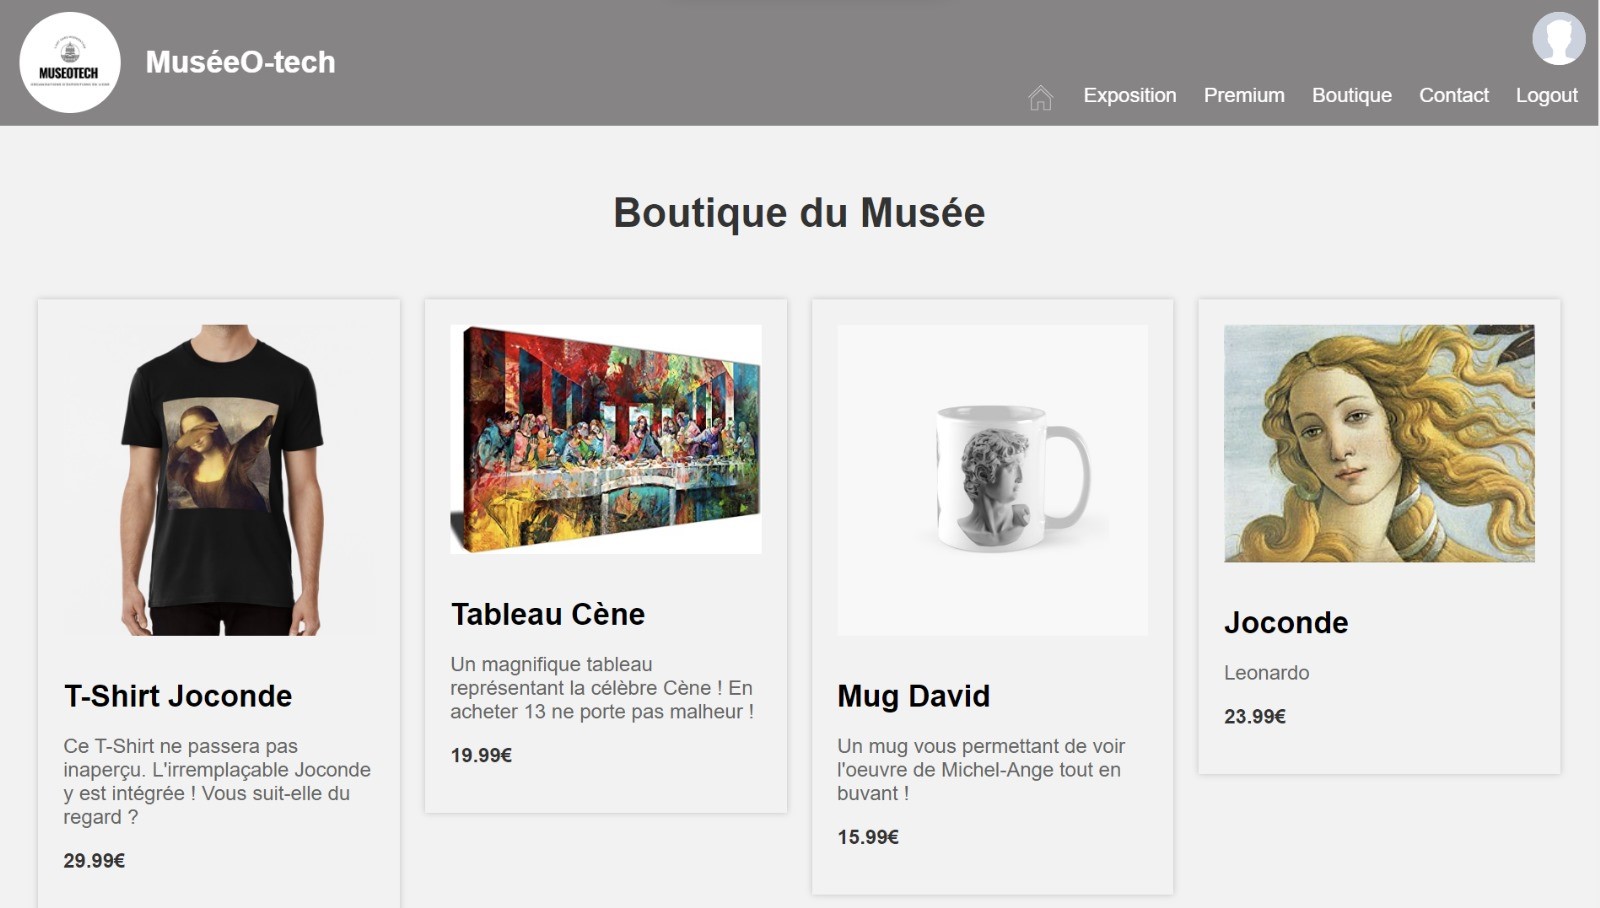 MUSEOTECH
MuséeO-tech
Exposition Premium Boutique Contact Logout
Boutique du Musée
T-Shirt Joconde
Ce T-Shirt ne passera pas
inaperçu. L'irremplaçable Joconde
y est intégrée ! Vous suit-elle du
regard ?
29.99€
Tableau Cène
Un magnifique tableau
représentant la célèbre Cène ! En
acheter 13 ne porte pas malheur !
19.99€
Mug David
Un mug vous permettant de voir
l'oeuvre de Michel-Ange tout en
buvant !
15.99€
Joconde
Leonardo
23.99€